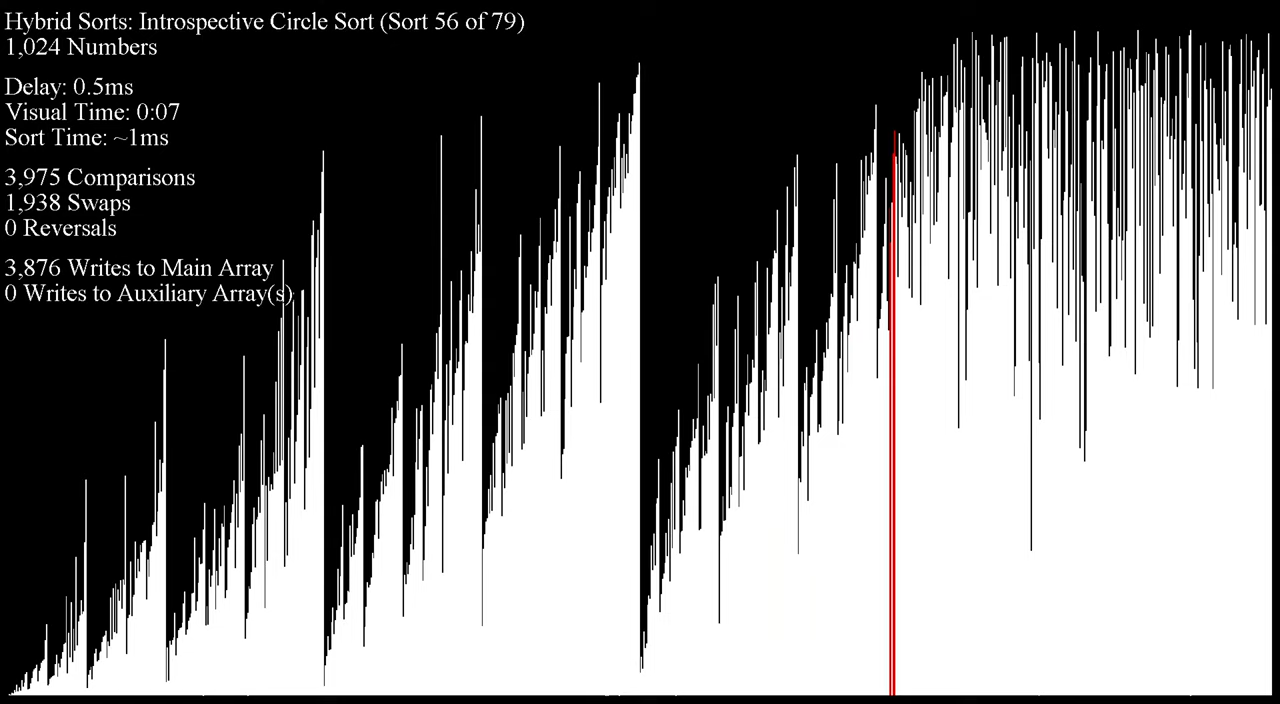 Hybrid Sorts: Introspective Circle Sort (Sort 56 of 79)
1,024 Numbers
Delay: 0.5ms
Visual Time: 0:07
Sort Time: ~1ms
3,975 Comparisons
1,938 Swaps
0 Reversals
3,876 Writes to Main Array
0 Writes to Auxiliary Array(s)